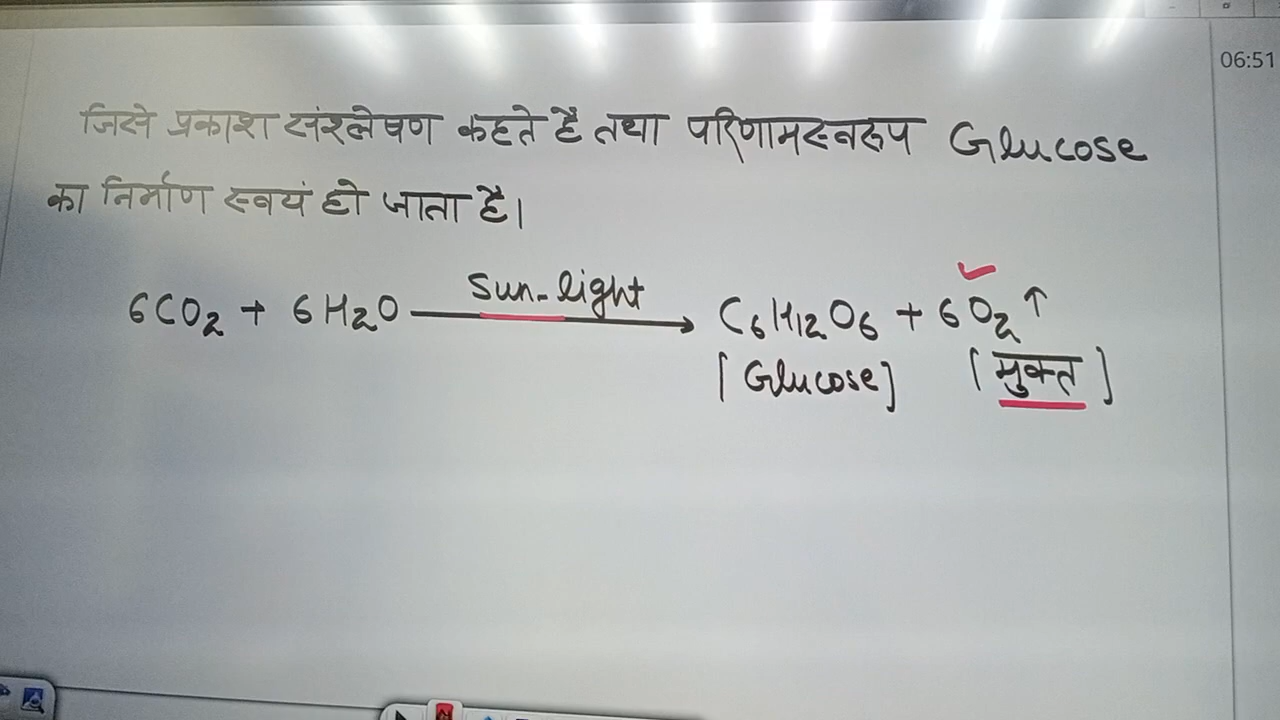 06:51
जिसे प्रकाश संश्लेषण कहते हैं तथा परिणामस्वरूप Glucose
का निर्माण स्वयं हो जाता है।
6CO₂ + 6H₂O Sun-light → C₆H₁₂O₆ + 6O₂↑
[Glucose] [मुक्त]